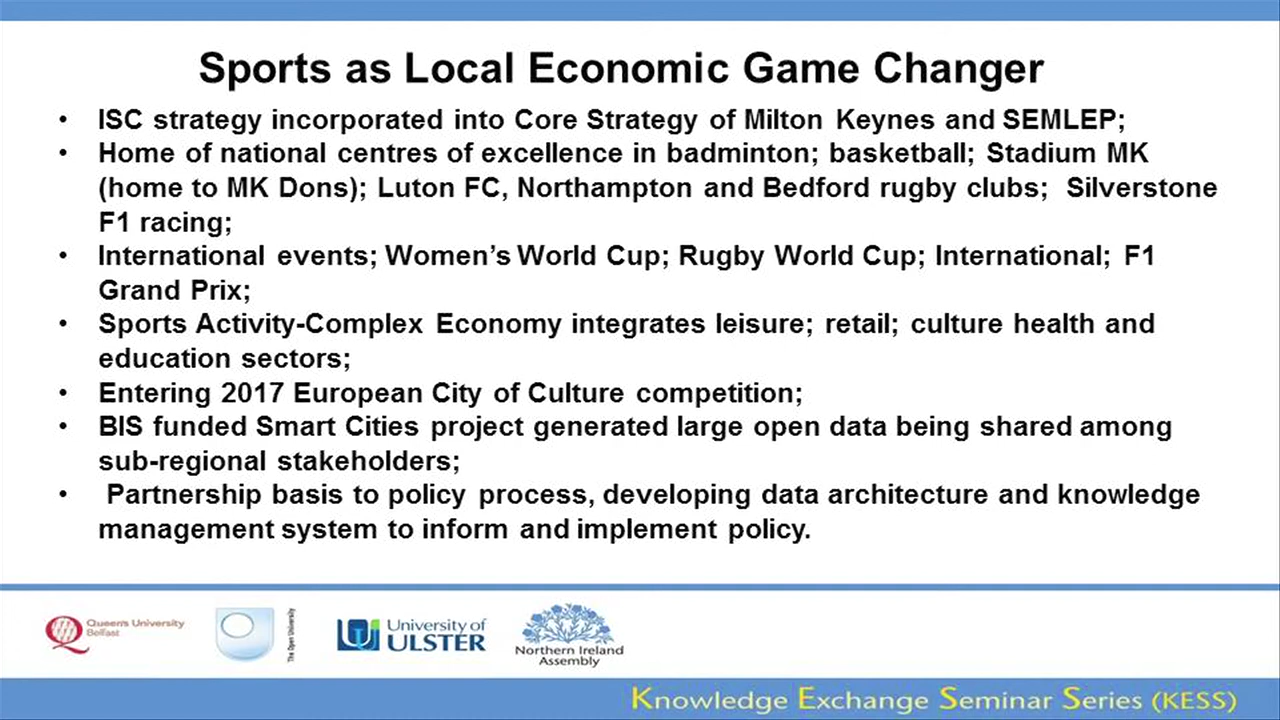 Sports as Local Economic Game Changer
• ISC strategy incorporated into Core Strategy of Milton Keynes and SEMLEP;
• Home of national centres of excellence in badminton; basketball; Stadium MK
(home to MK Dons); Luton FC, Northampton and Bedford rugby clubs; Silverstone
F1 racing;
• International events; Women's World Cup; Rugby World Cup; International; F1
Grand Prix;
• Sports Activity-Complex Economy integrates leisure; retail; culture health and
education sectors;
• Entering 2017 European City of Culture competition;
• BIS funded Smart Cities project generated large open data being shared among
sub-regional stakeholders;
• Partnership basis to policy process, developing data architecture and knowledge
management system to inform and implement policy.
Queen's University
Belfast
The Open University
University of
ULSTER
Northern Ireland
Assembly
Knowledge Exchange Seminar Series (KESS)